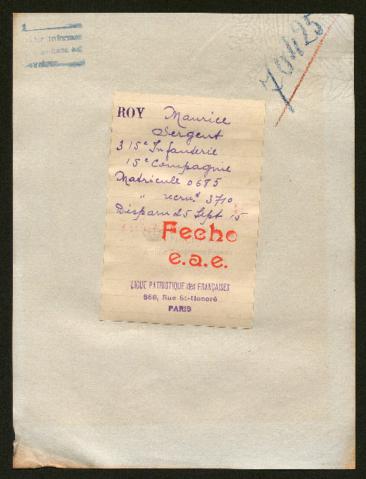 70425
ROY Maurice
Sergent
315e Infanterie
15e Compagnie
Matricule 0685
" recrut 3710
Disparu 25 Sept 15
Fecho
e.a.e.
LIGUE PATRIOTIQUE des FRANÇAISES
368, Rue St-Honoré
PARIS